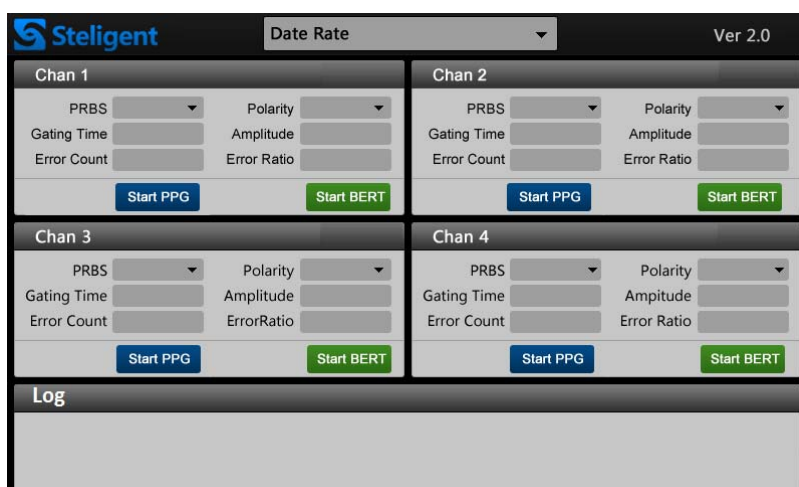 Steligent Date Rate Ver 2.0
Chan 1
PRBS Polarity
Gating Time Amplitude
Error Count Error Ratio
Start PPG Start BERT
Chan 2
PRBS Polarity
Gating Time Amplitude
Error Count Error Ratio
Start PPG Start BERT
Chan 3
PRBS Polarity
Gating Time Amplitude
Error Count ErrorRatio
Start PPG Start BERT
Chan 4
PRBS Polarity
Gating Time Ampitude
Error Count Error Ratio
Start PPG Start BERT
Log